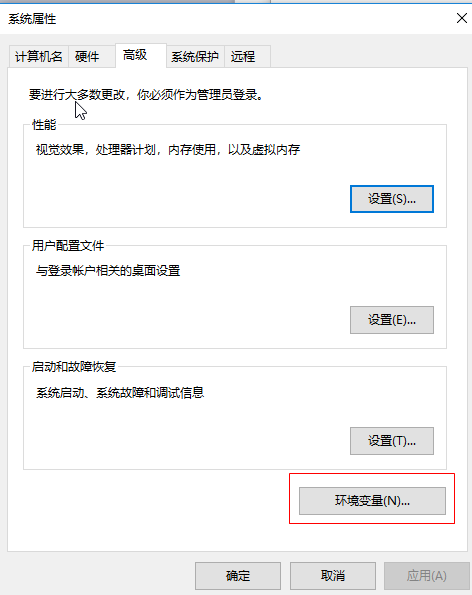 系统属性
计算机名 硬件 高级 系统保护 远程
要进行大多数更改，你必须作为管理员登录。
性能
视觉效果，处理器计划，内存使用，以及虚拟内存
设置(S)...
用户配置文件
与登录帐户相关的桌面设置
设置(E)...
启动和故障恢复
系统启动、系统故障和调试信息
设置(T)...
环境变量(N)...
确定 取消 应用(A)